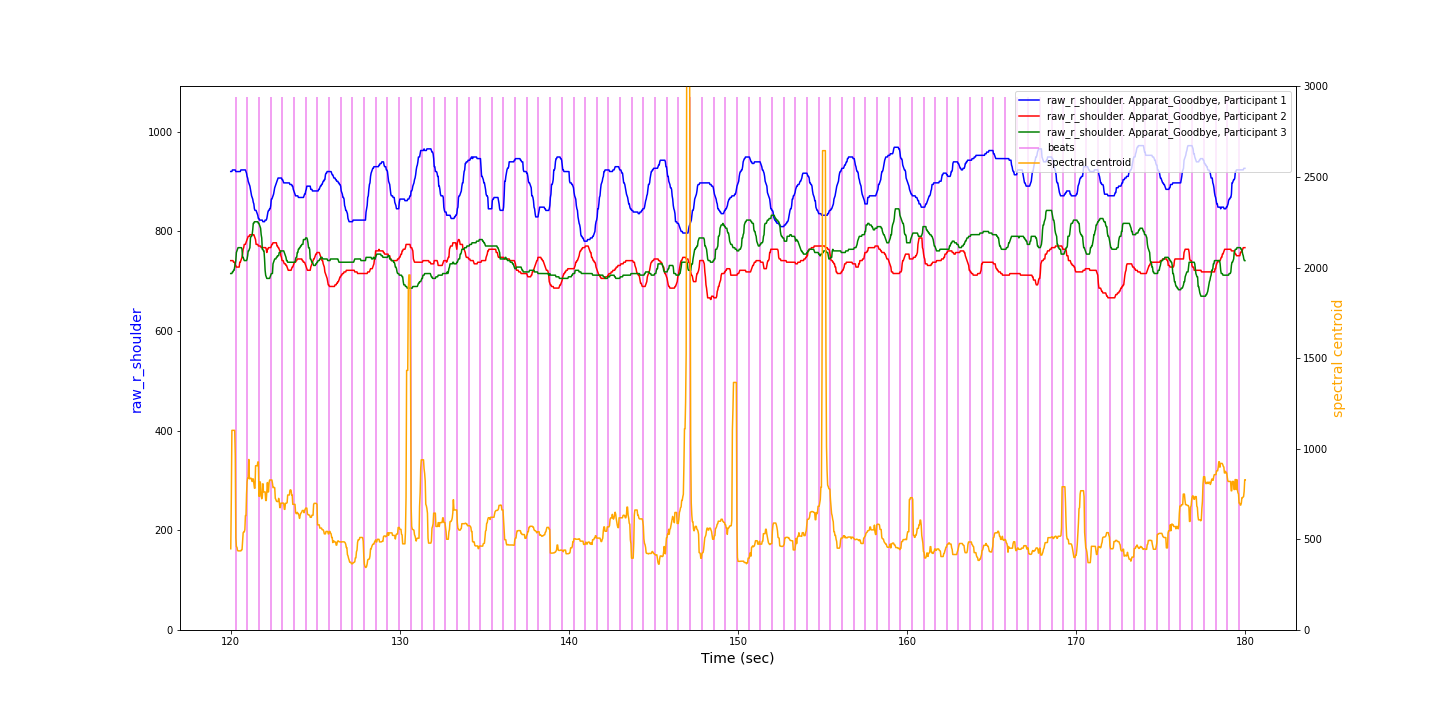 raw_r_shoulder. Apparat_Goodbye, Participant 1
raw_r_shoulder. Apparat_Goodbye, Participant 2
raw_r_shoulder. Apparat_Goodbye, Participant 3
beats
spectral centroid
1000
800
600
400
200
0
raw_r_shoulder
3000
2500
2000
1500
1000
500
0
spectral centroid
120 130 140 150 160 170 180
Time (sec)